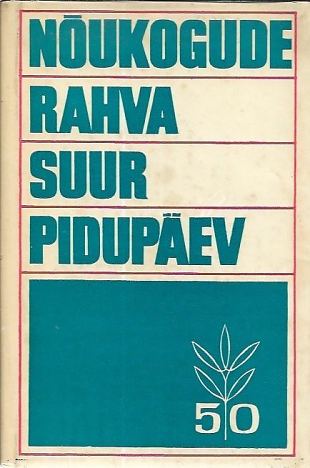 NÕUKOGUDE
RAHVA
SUUR
PIDUPÄEV
50